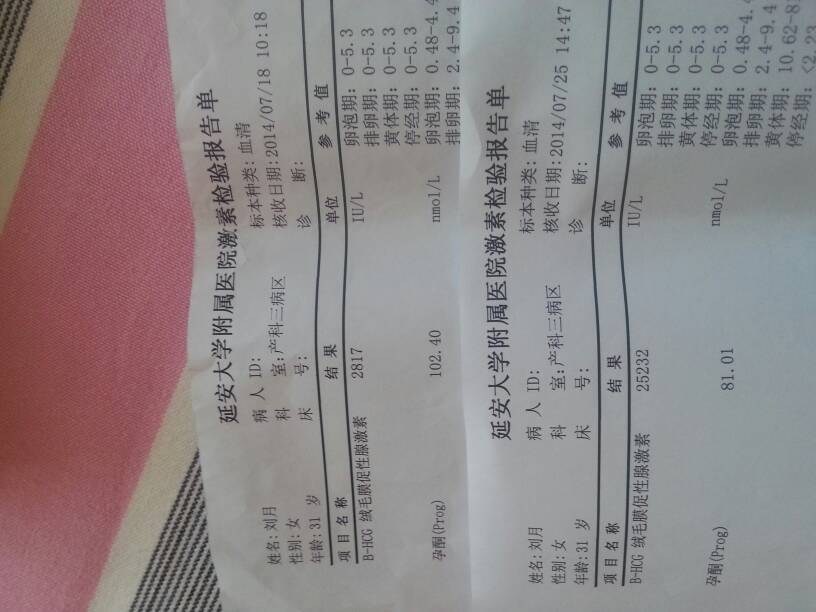 延安大学附属医院激素检验报告单
姓名:刘月 病 人 ID: 标本种类:血清
性别:女 科 室:产科三病区 核收日期:2014/07/18 10:18
年龄:31 岁 床 号: 诊 断:
项 目 名 称 结 果 单位 参 考 值
B-HCG 绒毛膜促性腺激素 2817 IU/L 卵泡期: 0-5.3
排卵期: 0-5.3
黄体期: 0-5.3
停经期: 0-5.3
孕酮(Prog) 102.40 nmol/L 卵泡期: 0.48-4.
排卵期: 2.4-9.4
延安大学附属医院激素检验报告单
姓名:刘月 病 人 ID: 标本种类:血清
性别:女 科 室:产科三病区 核收日期:2014/07/25 14:47
年龄:31 岁 床 号: 诊 断:
项 目 名 称 结 果 单位 参 考 值
B-HCG 绒毛膜促性腺激素 25232 IU/L 卵泡期: 0-5.3
排卵期: 0-5.3
黄体期: 0-5.3
停经期: 0-5.3
孕酮(Prog) 81.01 nmol/L 卵泡期: 0.48-4.
排卵期: 2.4-9.4
黄体期: 10.62-8
停经期: <2.23